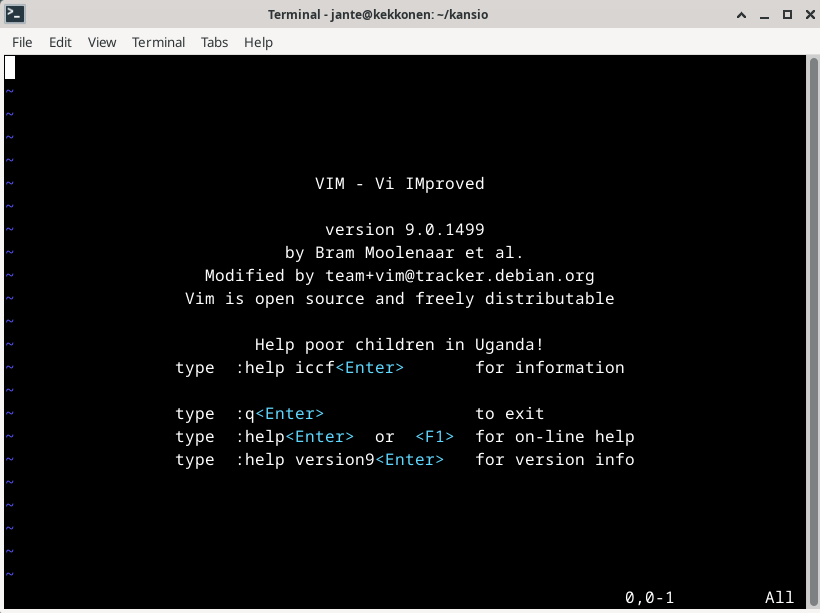 Terminal - jante@kekkonen: ~/kansio
File Edit View Terminal Tabs Help
~
~
~
~
~ VIM - Vi IMproved
~
~ version 9.0.1499
~ by Bram Moolenaar et al.
~ Modified by team+vim@tracker.debian.org
~ Vim is open source and freely distributable
~
~ Help poor children in Uganda!
~ type :help iccf<Enter> for information
~
~ type :q<Enter> to exit
~ type :help<Enter> or <F1> for on-line help
~ type :help version9<Enter> for version info
~
~
~
~
~
0,0-1 All